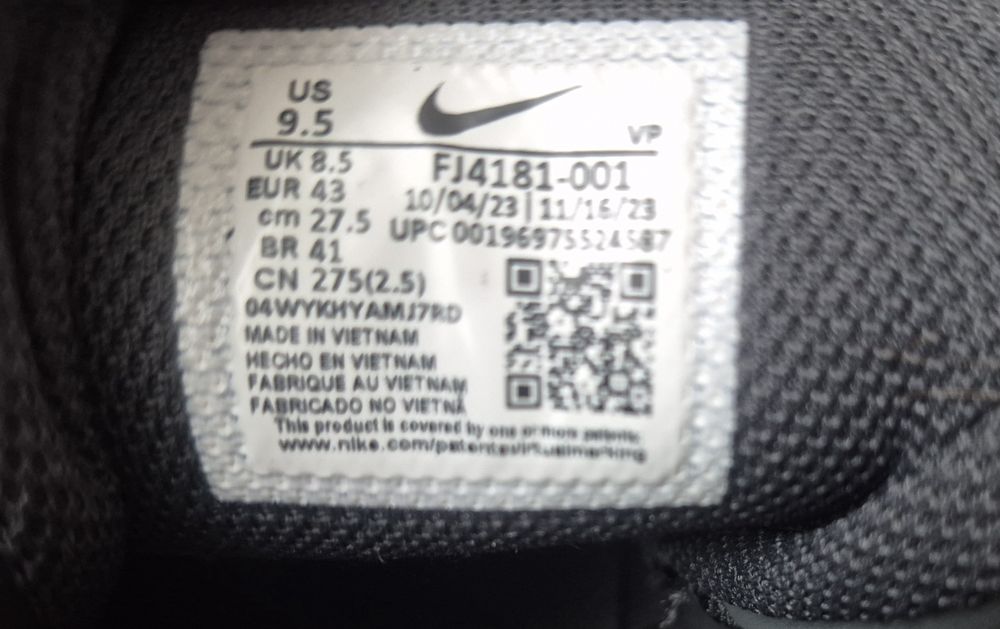 US
9.5
VP
UK 8.5
EUR 43
cm 27.5
BR 41
CN 275(2.5)
FJ4181-001
10/04/23 | 11/16/23
UPC 00196975524587
04WYKHYAMJ7RD
MADE IN VIETNAM
HECHO EN VIETNAM
FABRIQUE AU VIETNAM
FABRICADO NO VIETNA
This product is covered by one or more patents.
www.nike.com/patentsvirtualmarking